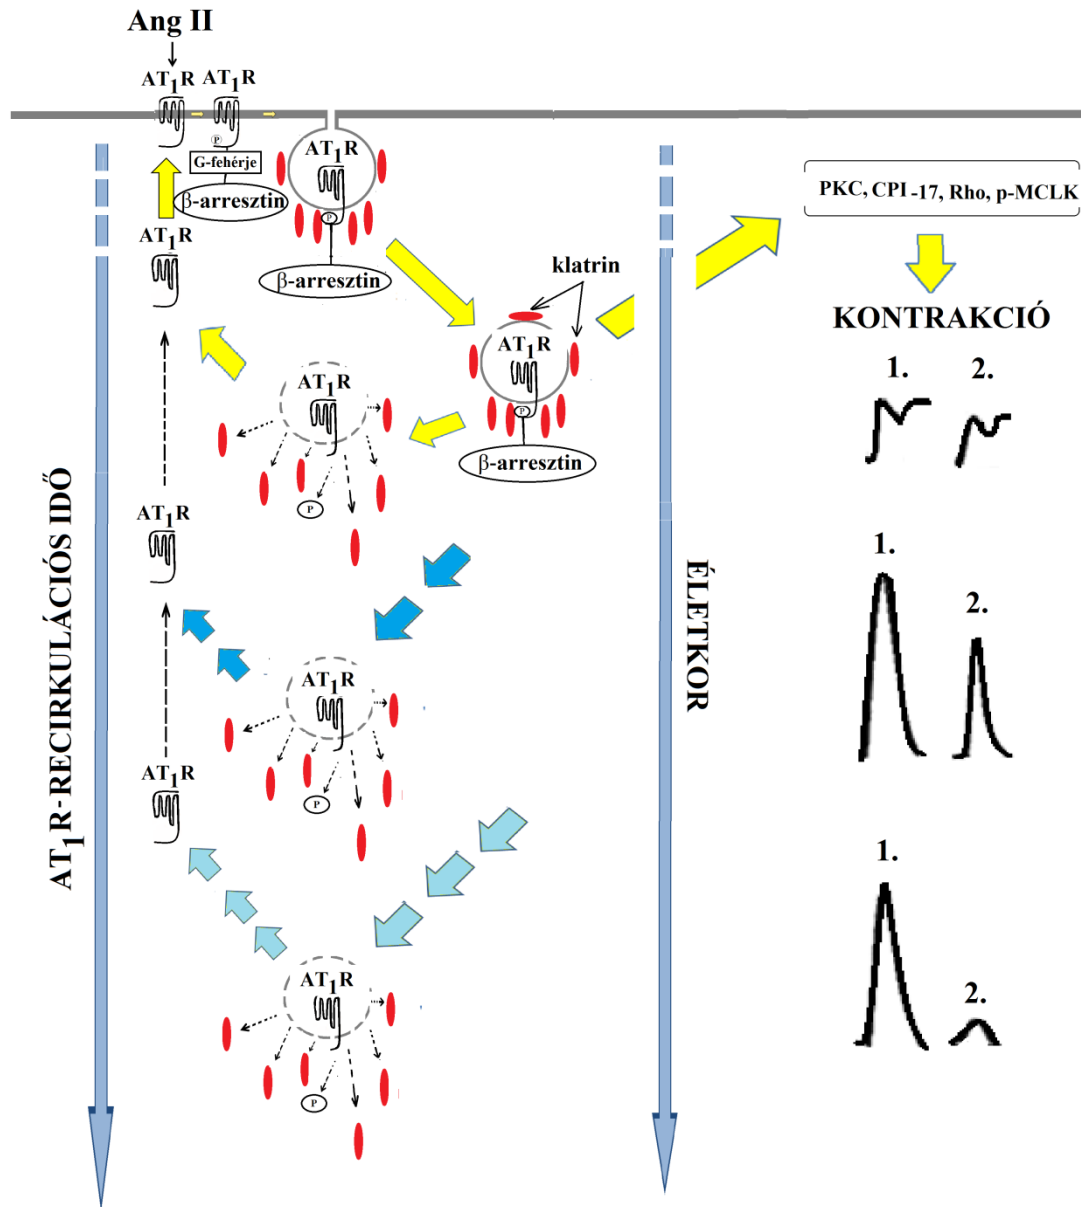 Ang II
AT1R
AT1R
P
G-fehérje
β-arresztin
AT1R
P
β-arresztin
PKC, CPI -17, Rho, p-MCLK
AT1R
klatrin
KONTRAKCIÓ
AT1R
P
β-arresztin
AT1R
P
1.
2.
AT1R
AT1R-RECIRKULÁCIÓS IDŐ
ÉLETKOR
1.
2.
AT1R
P
AT1R
1.
2.
AT1R
P